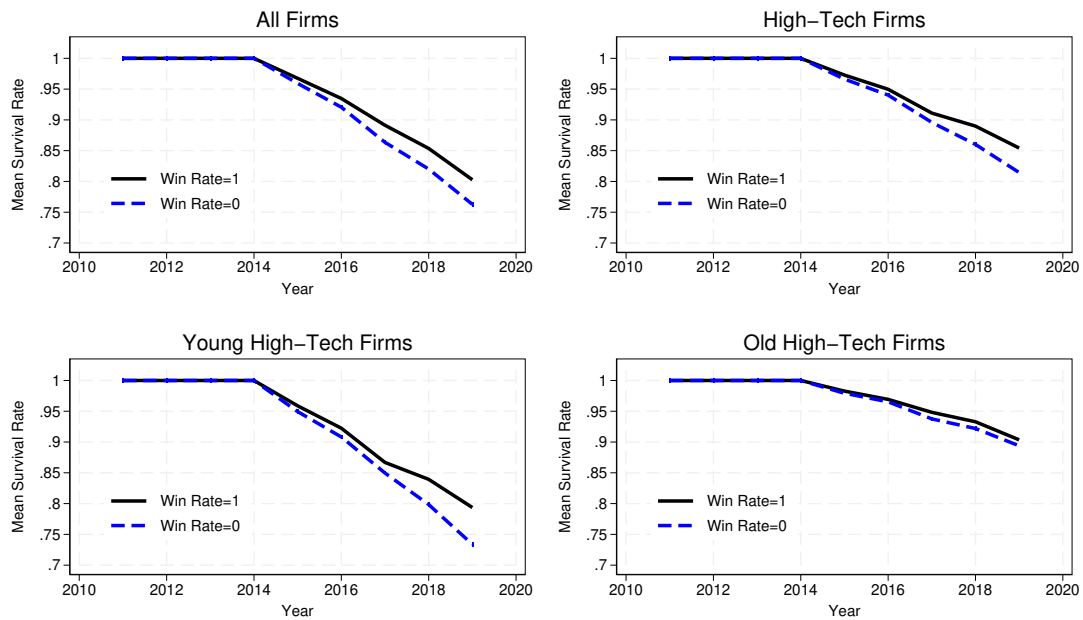 All Firms
Mean Survival Rate
1
.95
.9
.85
.8
.75
.7
Win Rate=1
Win Rate=0
2010 2012 2014 2016 2018 2020
Year
High-Tech Firms
Mean Survival Rate
1
.95
.9
.85
.8
.75
.7
Win Rate=1
Win Rate=0
2010 2012 2014 2016 2018 2020
Year
Young High-Tech Firms
Mean Survival Rate
1
.95
.9
.85
.8
.75
.7
Win Rate=1
Win Rate=0
2010 2012 2014 2016 2018 2020
Year
Old High-Tech Firms
Mean Survival Rate
1
.95
.9
.85
.8
.75
.7
Win Rate=1
Win Rate=0
2010 2012 2014 2016 2018 2020
Year